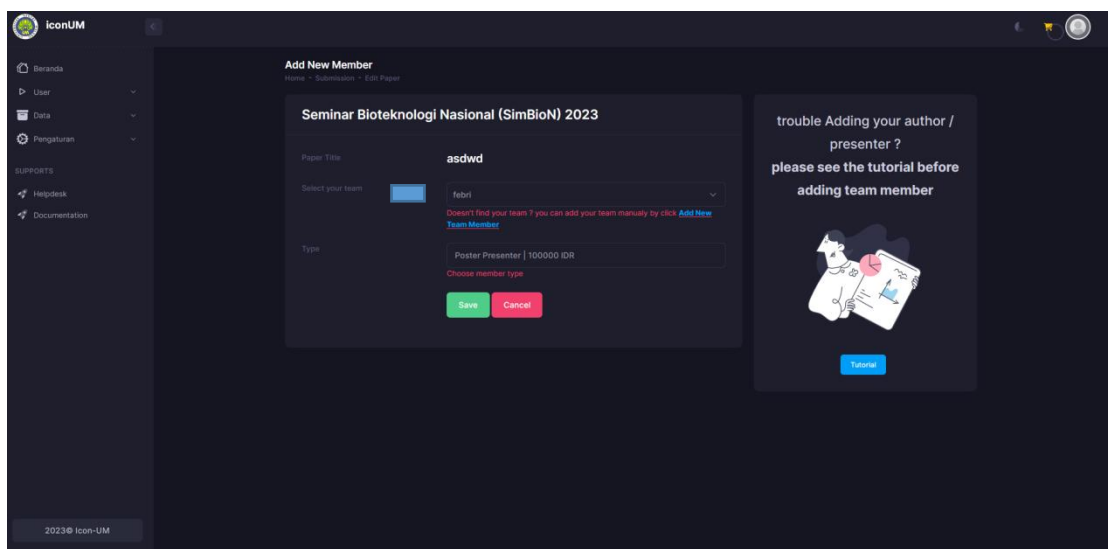 iconUM
Beranda
User
Data
Pengaturan
SUPPORTS
Helpdesk
Documentation
2023© Icon-UM
Add New Member
Home - Submission - Edit Paper
Seminar Bioteknologi Nasional (SimBioN) 2023
Paper Title
asdwd
Select your team
febri
Doesn't find your team ? you can add your team manualy by click Add New
Team Member
Type
Poster Presenter | 100000 IDR
Choose member type
Save
Cancel
trouble Adding your author /
presenter ?
please see the tutorial before
adding team member
Tutorial